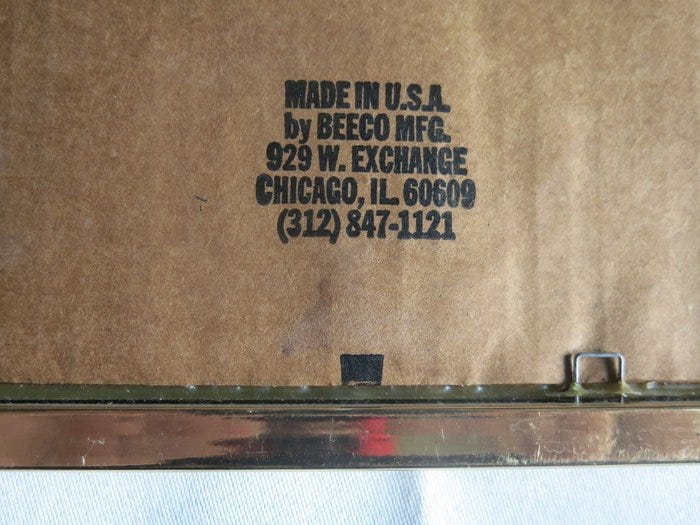 MADE IN U.S.A.
by BEECO MFG.
929 W. EXCHANGE
CHICAGO, IL. 60609
(312) 847-1121